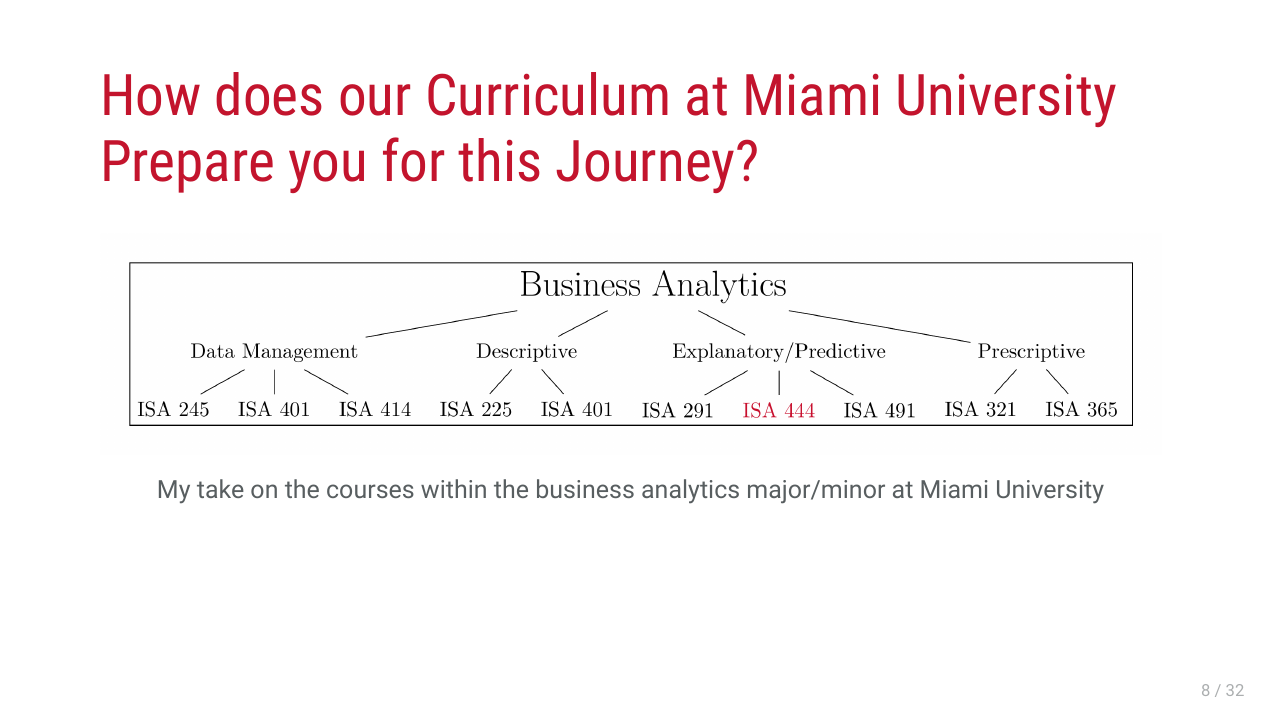 How does our Curriculum at Miami University
Prepare you for this Journey?
Business Analytics
Data Management Descriptive Explanatory/Predictive Prescriptive
ISA 245 ISA 401 ISA 414 ISA 225 ISA 401 ISA 291 ISA 444 ISA 491 ISA 321 ISA 365
My take on the courses within the business analytics major/minor at Miami University
8 / 32